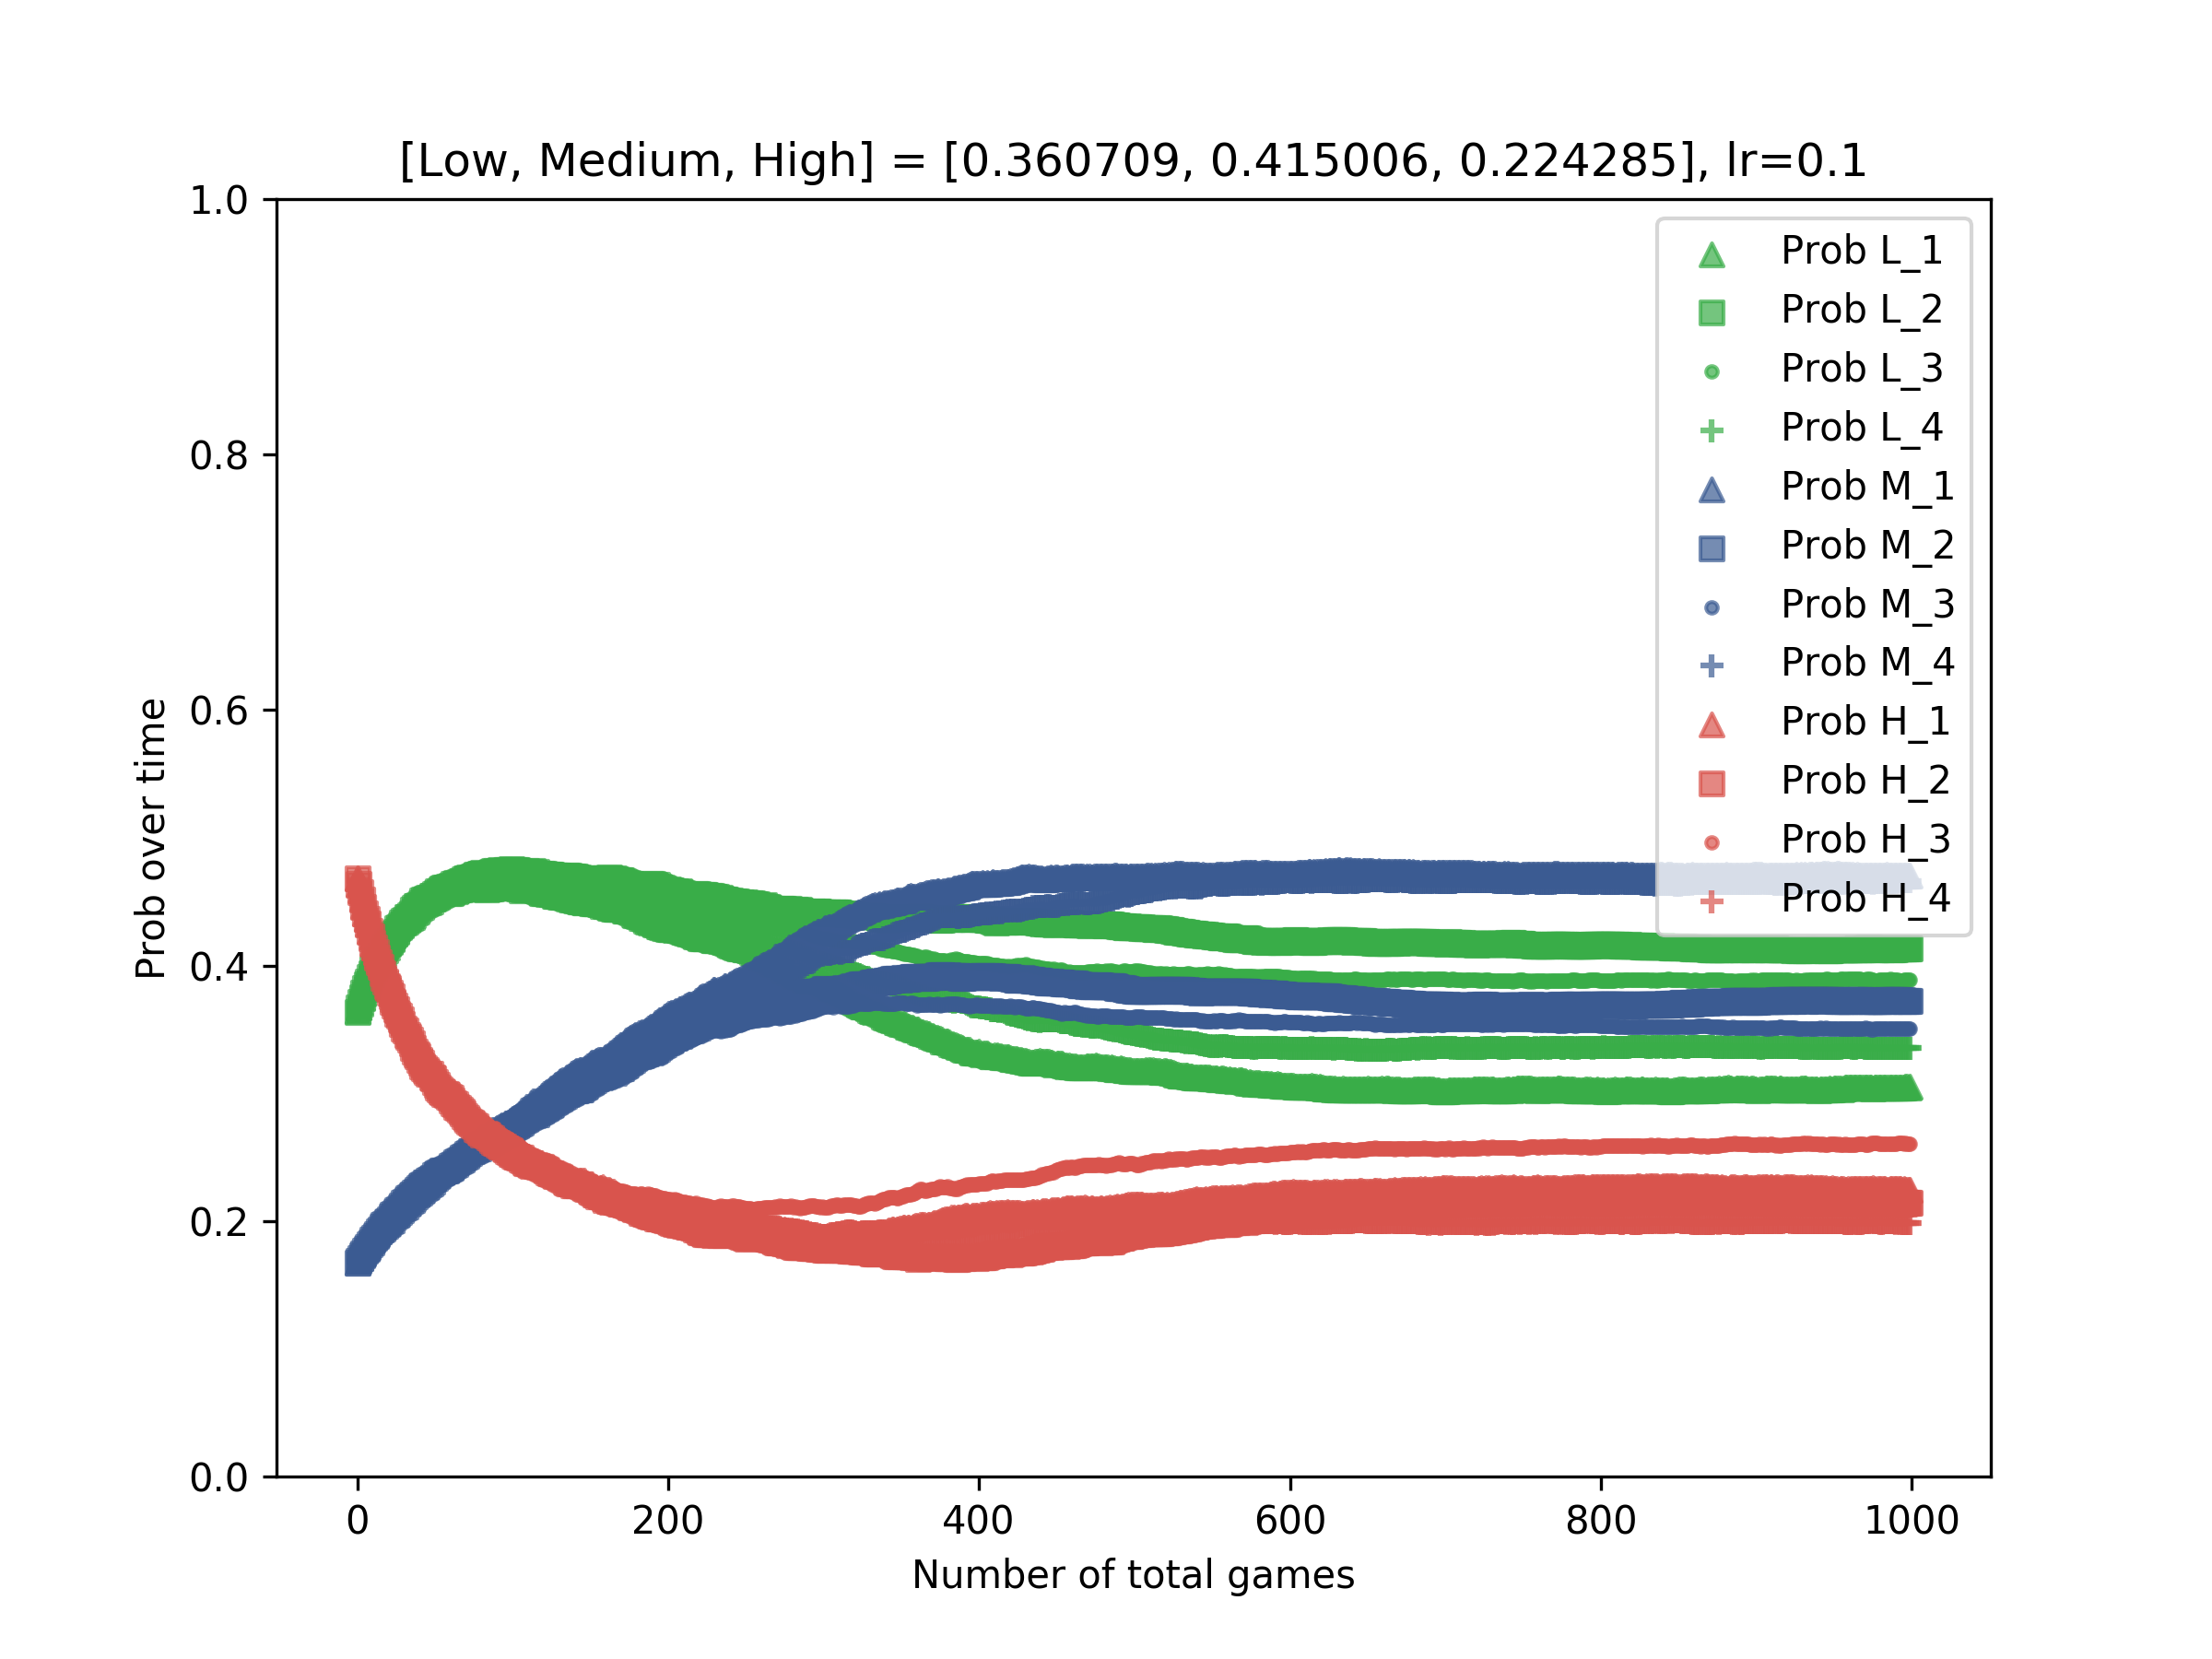 [Low, Medium, High] = [0.360709, 0.415006, 0.224285], lr=0.1
1.0
0.8
0.6
0.4
0.2
0.0
Prob over time
Prob L_1
Prob L_2
Prob L_3
Prob L_4
Prob M_1
Prob M_2
Prob M_3
Prob M_4
Prob H_1
Prob H_2
Prob H_3
Prob H_4
0 200 400 600 800 1000
Number of total games